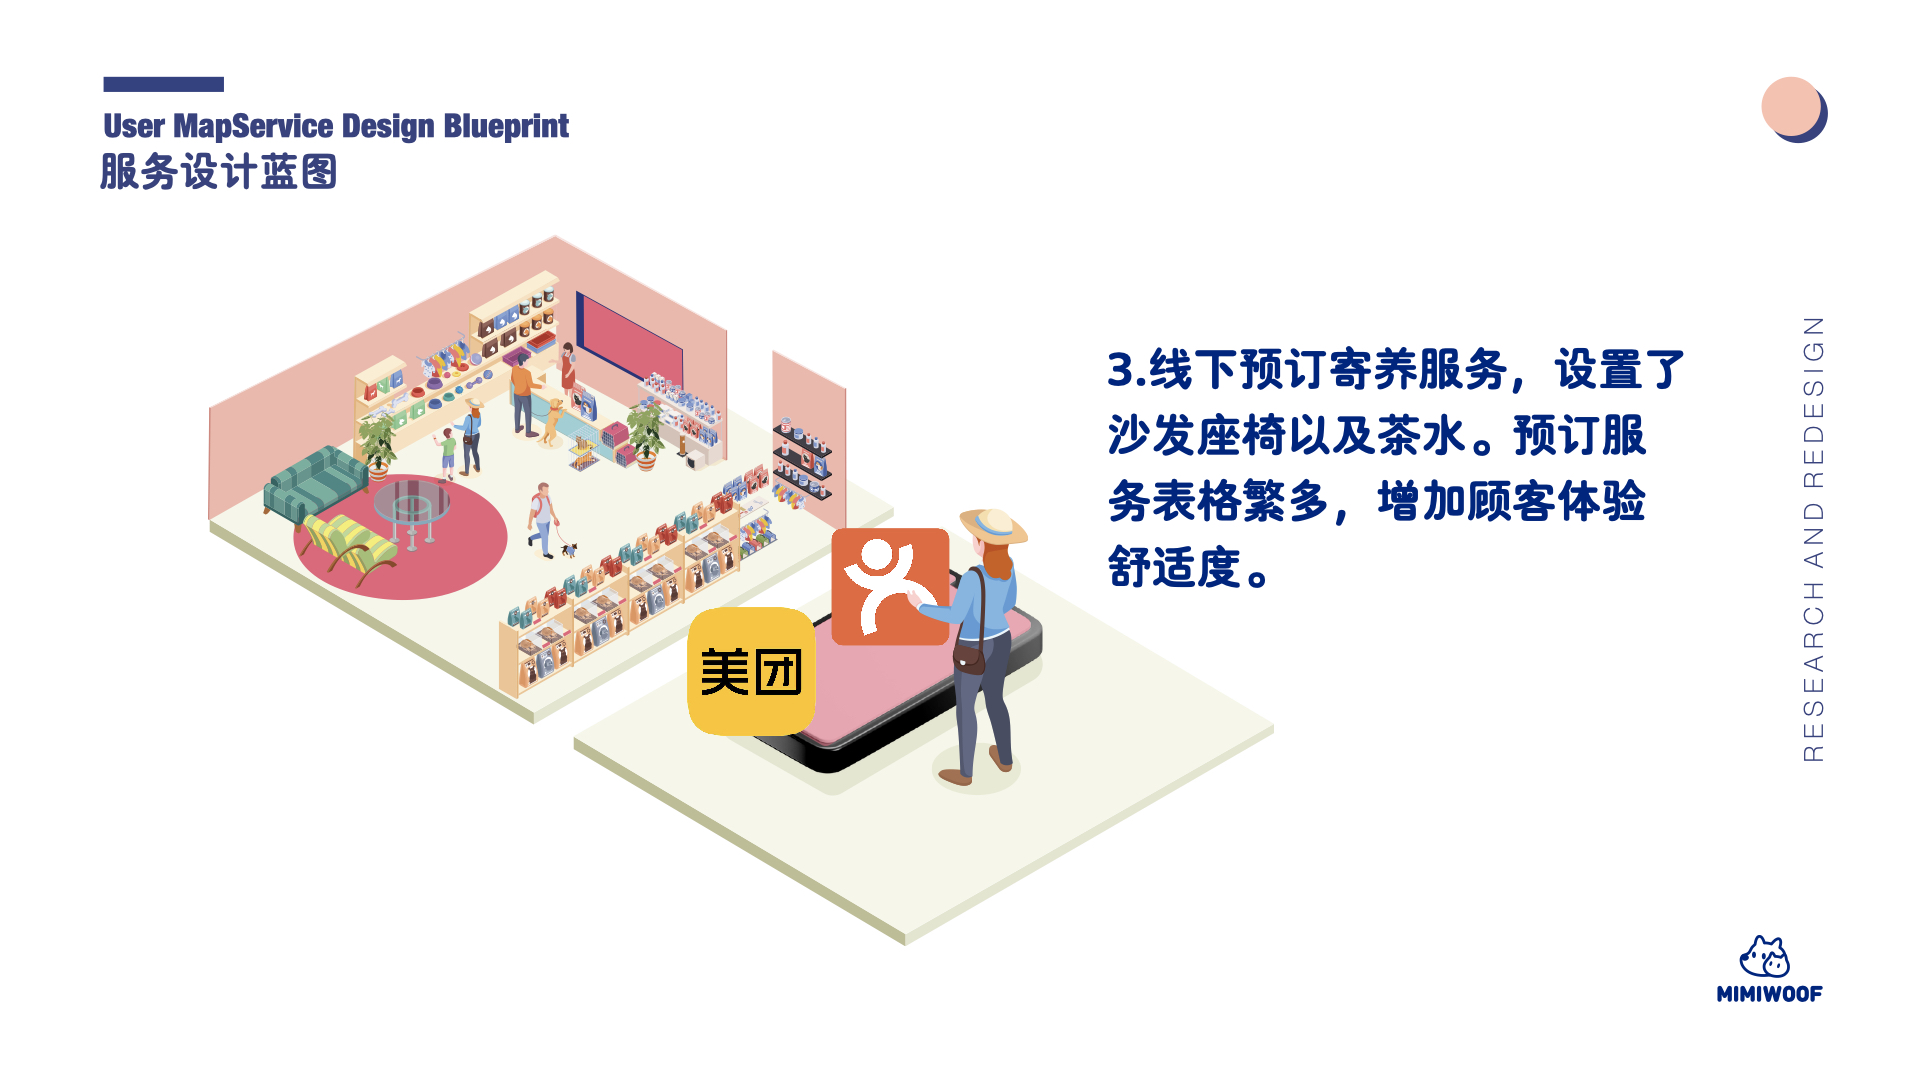 User MapService Design Blueprint
服务设计蓝图
3.线下预订寄养服务，设置了
沙发座椅以及茶水。预订服
务表格繁多，增加顾客体验
舒适度。
美团
RESEARCH AND REDESIGN
MIMIWOOF